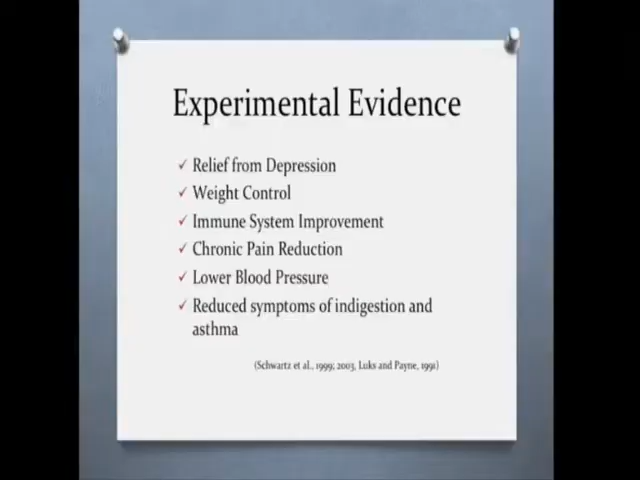 Experimental Evidence
✓ Relief from Depression
✓ Weight Control
✓ Immune System Improvement
✓ Chronic Pain Reduction
✓ Lower Blood Pressure
✓ Reduced symptoms of indigestion and
asthma
(Schwartz et al., 1999; 2003, Luks and Payne, 1991)